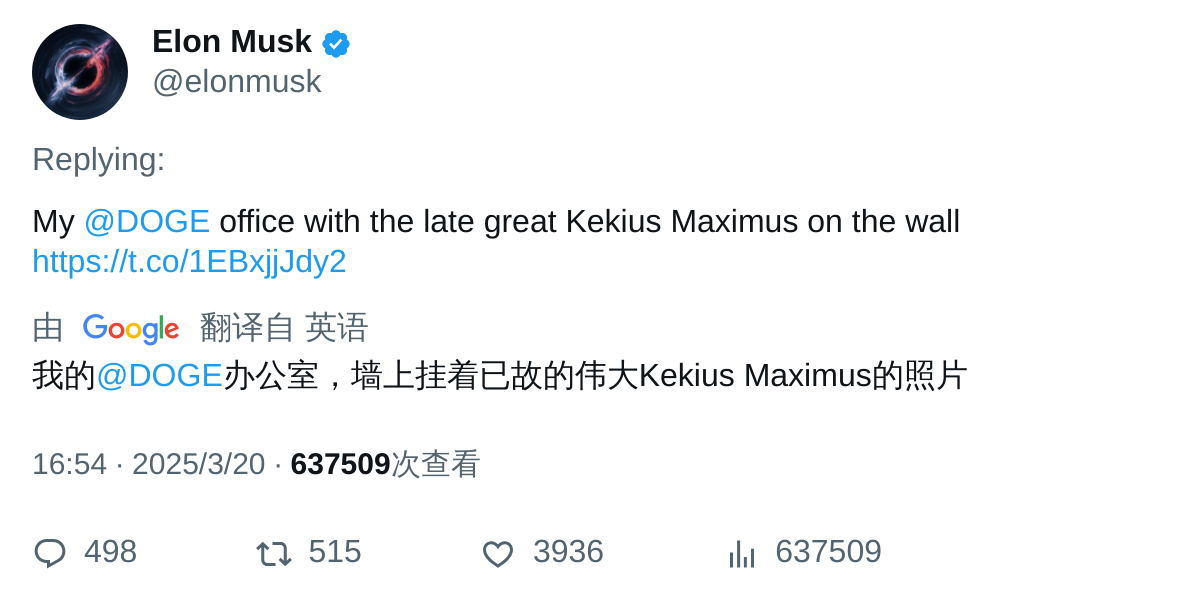 Elon Musk
@elonmusk
Replying:
My @DOGE office with the late great Kekius Maximus on the wall
https://t.co/1EBxjjJdy2
由 Google 翻译自 英语
我的@DOGE办公室，墙上挂着已故的伟大Kekius Maximus的照片
16:54 · 2025/3/20 · 637509次查看
498 515 3936 637509